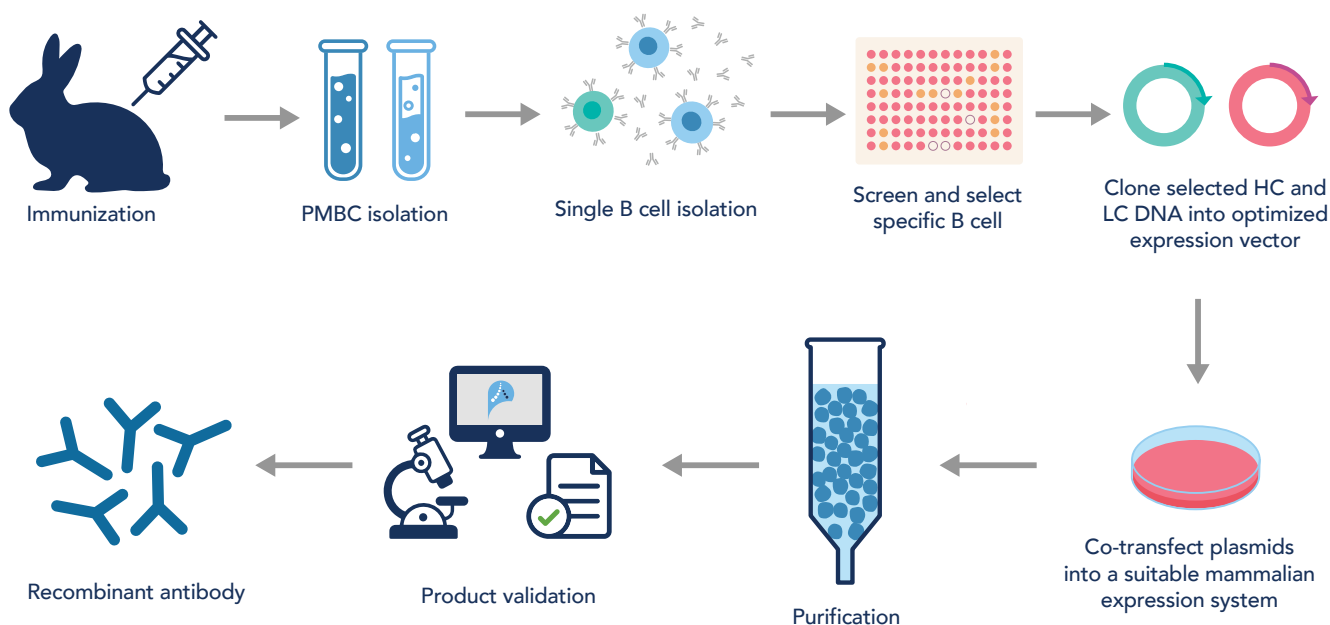 Immunization
PMBC isolation
Single B cell isolation
Screen and select
specific B cell
Clone selected HC and
LC DNA into optimized
expression vector
Co-transfect plasmids
into a suitable mammalian
expression system
Purification
Product validation
Recombinant antibody